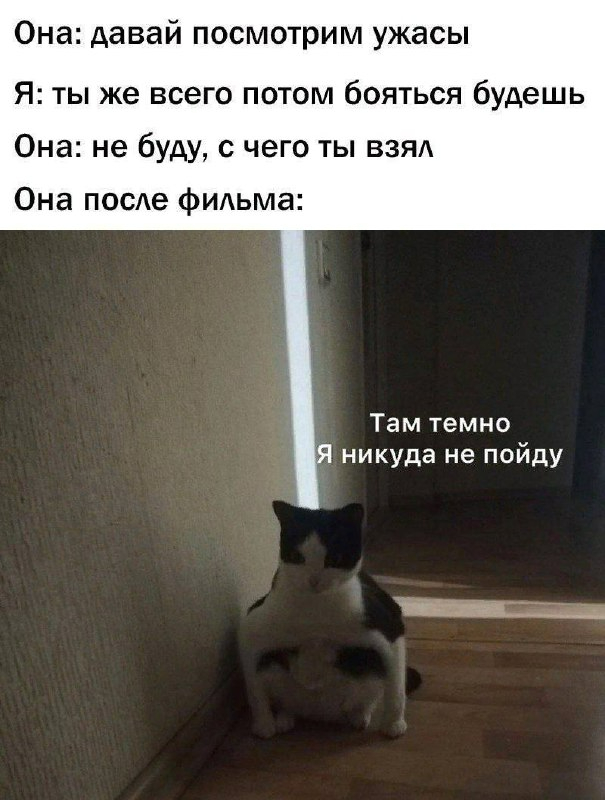 Она: давай посмотрим ужасы
Я: ты же всего потом бояться будешь
Она: не буду, с чего ты взял
Она после фильма:
Там темно
Я никуда не пойду